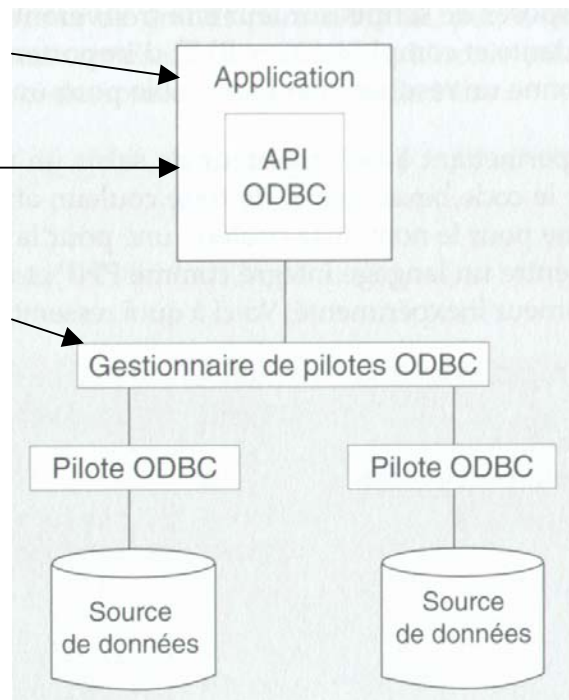 Application
API
ODBC
Gestionnaire de pilotes ODBC
Pilote ODBC
Pilote ODBC
Source
de données
Source
de données